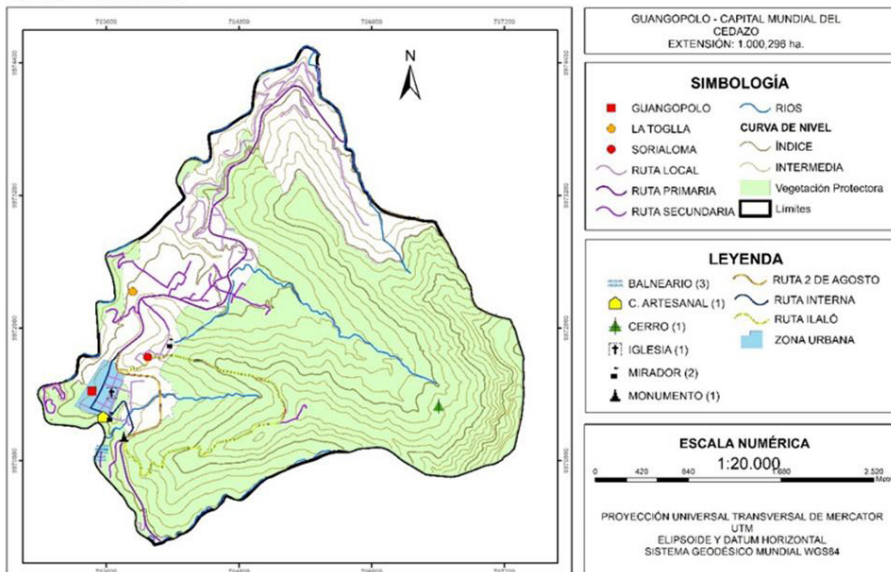 GUANGOPOLO - CAPITAL MUNDIAL DEL
CEDAZO
EXTENSIÓN: 1.000,296 ha.
N
SIMBOLOGÍA
GUANGOPOLO
LA TOGLLA
SORIALOMA
RUTA LOCAL
RUTA PRIMARIA
RUTA SECUNDARIA
RIOS
CURVA DE NIVEL
ÍNDICE
INTERMEDIA
Vegetación Protectora
Límites
LEYENDA
BALNEARIO (3)
C. ARTESANAL (1)
CERRO (1)
IGLESIA (1)
MIRADOR (2)
MONUMENTO (1)
RUTA 2 DE AGOSTO
RUTA INTERNA
RUTA ILALÓ
ZONA URBANA
ESCALA NUMÉRICA
1:20.000
0 420 840 1.680 2.520
PROYECCIÓN UNIVERSAL TRANSVERSAL DE MERCATOR
UTM
ELIPSOIDE Y DATUM HORIZONTAL
SISTEMA GEODÉSICO MUNDIAL WGS84